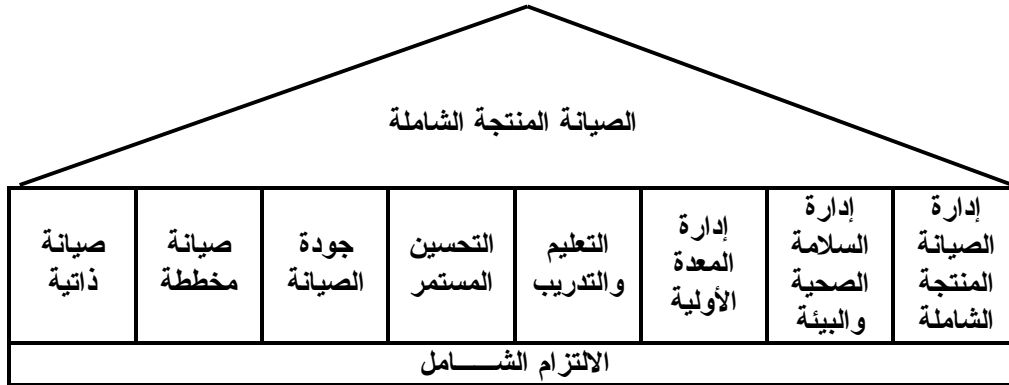 الصيانة المنتجة الشاملة
إدارة
الصيانة
المنتجة
الشاملة
إدارة
السلامة
الصحية
والبيئة
إدارة
المعدة
الأولية
التعليم
والتدريب
التحسين
المستمر
جودة
الصيانة
صيانة
مخططة
صيانة
ذاتية
الالتزام الشـــــامل